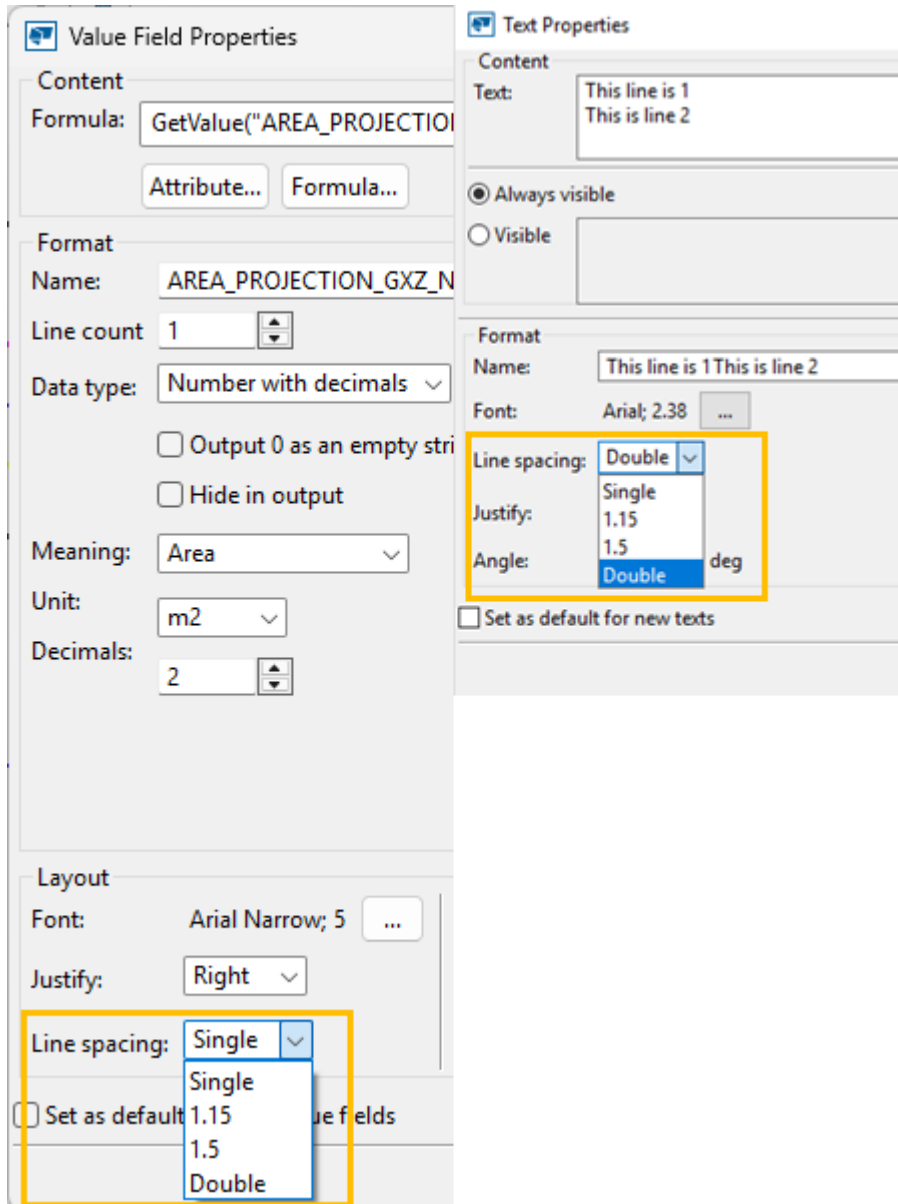 Value Field Properties
Content
Formula: GetValue("AREA_PROJECTIO
Attribute... Formula...
Format
Name: AREA_PROJECTION_GXZ_N
Line count 1
Data type: Number with decimals
Output 0 as an empty stri
Hide in output
Meaning: Area
Unit: m2
Decimals: 2
Layout
Font: Arial Narrow; 5 ...
Justify: Right
Line spacing: Single
Single
Set as default 1.15 ue fields
1.5
Double
Text Properties
Content
Text: This line is 1
This is line 2
Always visible
Visible
Format
Name: This line is 1This is line 2
Font: Arial; 2.38 ...
Line spacing: Double
Single
Justify: 1.15
1.5
Angle: Double deg
Set as default for new texts